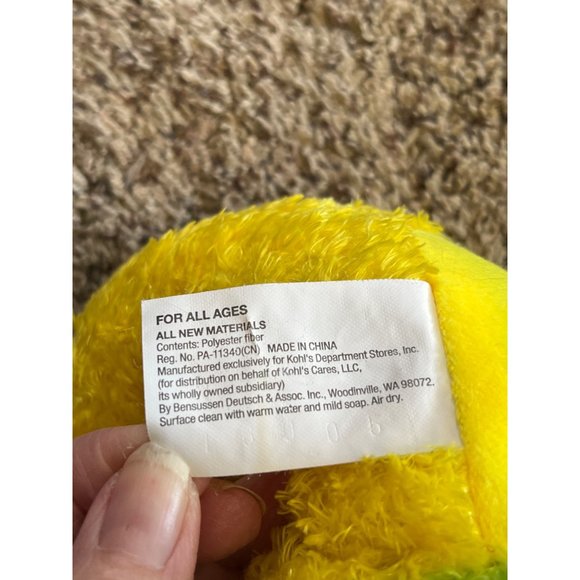 FOR ALL AGES
ALL NEW MATERIALS
Contents: Polyester fiber
Reg. No. PA-11340(CN) MADE IN CHINA
Manufactured exclusively for Kohl's Department Stores, Inc.
(for distribution on behalf of Kohl's Cares, LLC,
its wholly owned subsidiary)
By Bensussen Deutsch & Assoc. Inc., Woodinville, WA 98072.
Surface clean with warm water and mild soap. Air dry.